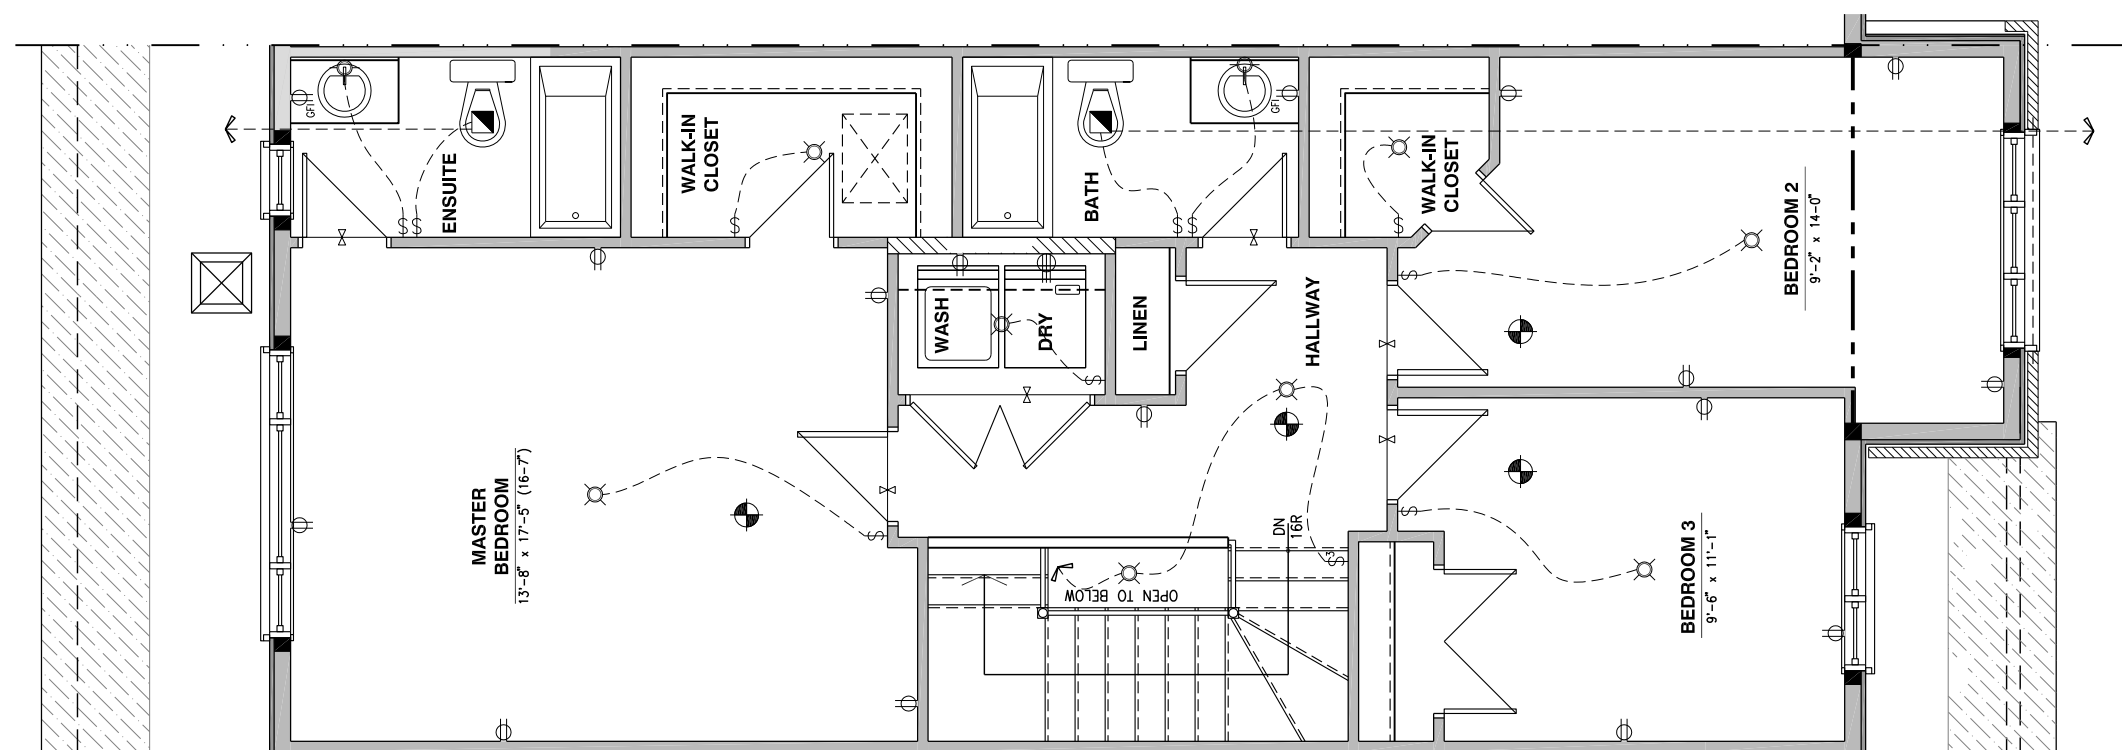 GFI
ENSUITE
WALK-IN
CLOSET
BATH
GFI
WALK-IN
CLOSET
BEDROOM 2
9'-2" x 14-0"
WASH
DRY
LINEN
HALLWAY
MASTER
BEDROOM
13'-8" x 17'-5" (16-7")
DN
16R
OPEN TO BELOW
BEDROOM 3
9'-6" x 11'-1"
S
S
S
S
S
S
S
S
S
S
S3